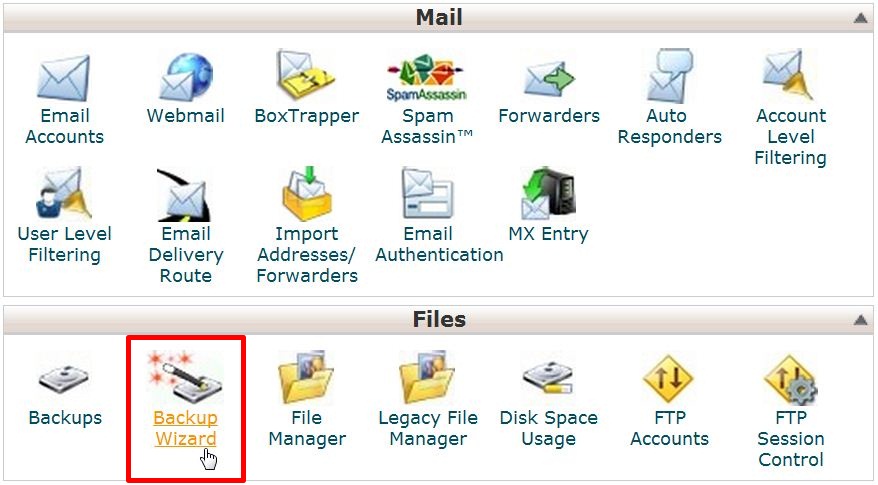 Mail
SpamAssassin
Email
Accounts
Webmail
BoxTrapper
Spam
Assassin™
Forwarders
Auto
Responders
Account
Level
Filtering
User Level
Filtering
Email
Delivery
Route
Import
Addresses/
Forwarders
Email
Authentication
MX Entry
Files
Backups
Backup
Wizard
File
Manager
Legacy File
Manager
Disk Space
Usage
FTP
Accounts
FTP
Session
Control